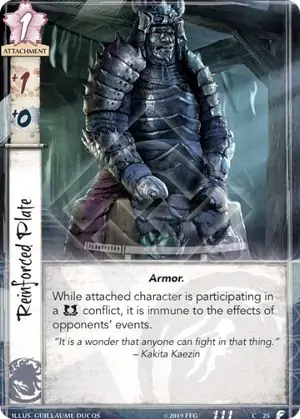 1
ATTACHMENT
+1
+0
Reinforced Plate
Armor.
While attached character is participating in
a conflict, it is immune to the effects of
opponents' events.
"It is a wonder that anyone can fight in that thing."
– Kakita Kaezin
ILLUS. GUILLAUME DUCOS
©2019 FFG
111
C 25